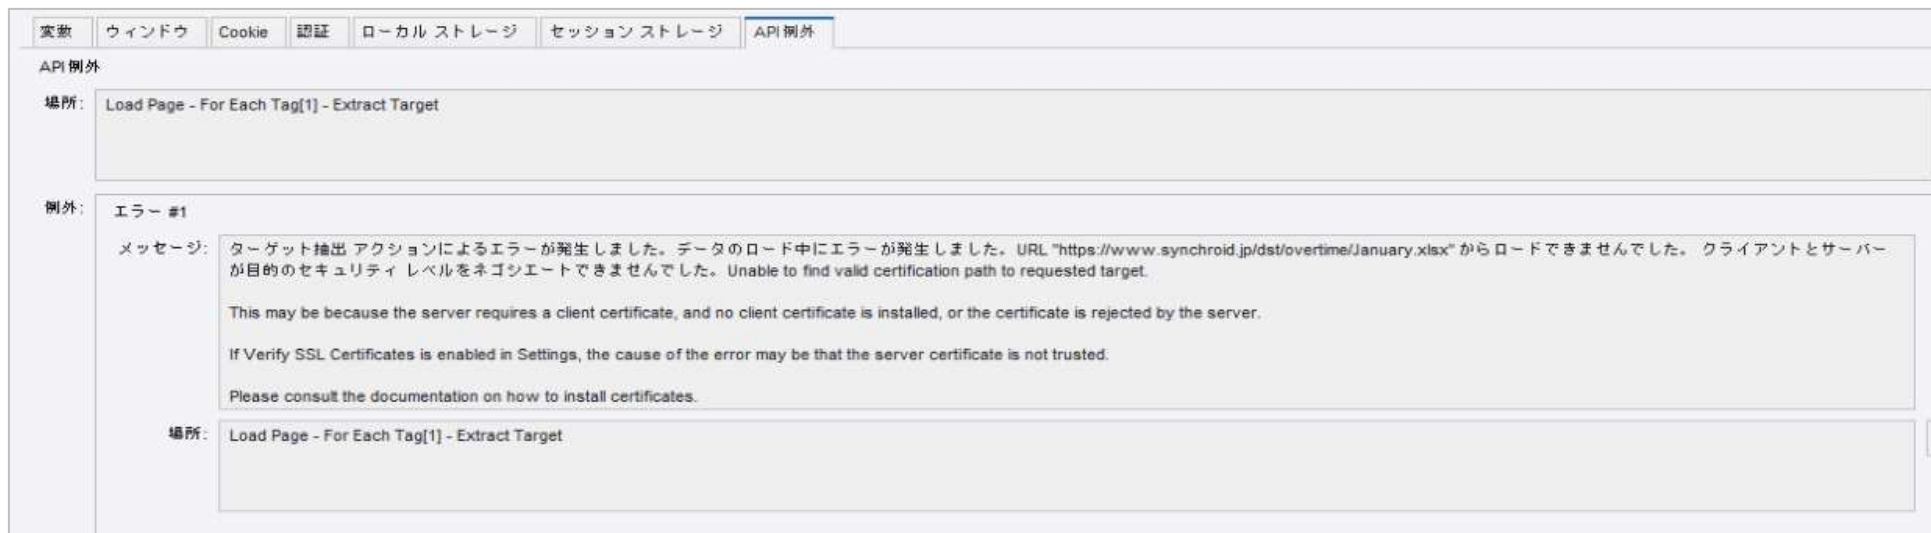 変数 ウィンドウ Cookie 認証 ローカル ストレージ セッション ストレージ API 例外
API 例外
場所: Load Page - For Each Tag[1] - Extract Target
例外: エラー #1
メッセージ: ターゲット抽出 アクションによるエラーが発生しました。データのロード中にエラーが発生しました。URL "https://www.synchroid.jp/dst/overtime/January.xlsx" からロードできませんでした。 クライアントとサーバー
が目的のセキュリティ レベルをネゴシエートできませんでした。Unable to find valid certification path to requested target.
This may be because the server requires a client certificate, and no client certificate is installed, or the certificate is rejected by the server.
If Verify SSL Certificates is enabled in Settings, the cause of the error may be that the server certificate is not trusted.
Please consult the documentation on how to install certificates.
場所: Load Page - For Each Tag[1] - Extract Target